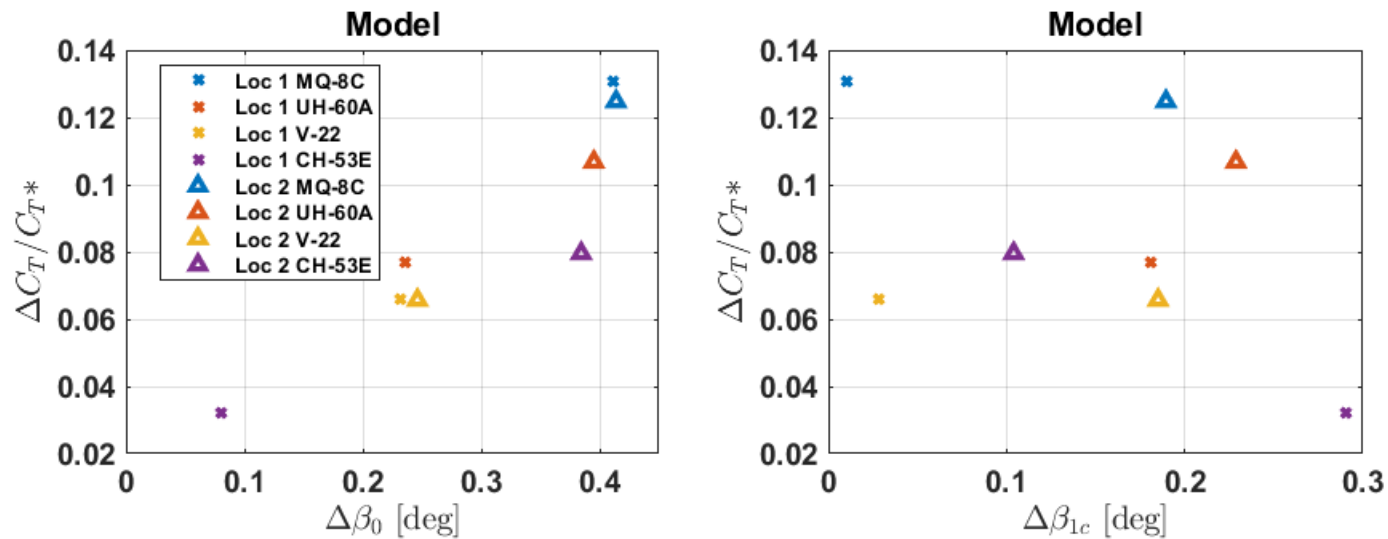 Model
0.14
0.12
0.1
0.08
0.06
0.04
0.02
0
0.1
0.2
0.3
0.4
ΔC_T/C_T*
Δβ_0 [deg]
Loc 1 MQ-8C
Loc 1 UH-60A
Loc 1 V-22
Loc 1 CH-53E
Loc 2 MQ-8C
Loc 2 UH-60A
Loc 2 V-22
Loc 2 CH-53E
Model
0.14
0.12
0.1
0.08
0.06
0.04
0.02
0
0.1
0.2
0.3
ΔC_T/C_T*
Δβ_{1c} [deg]